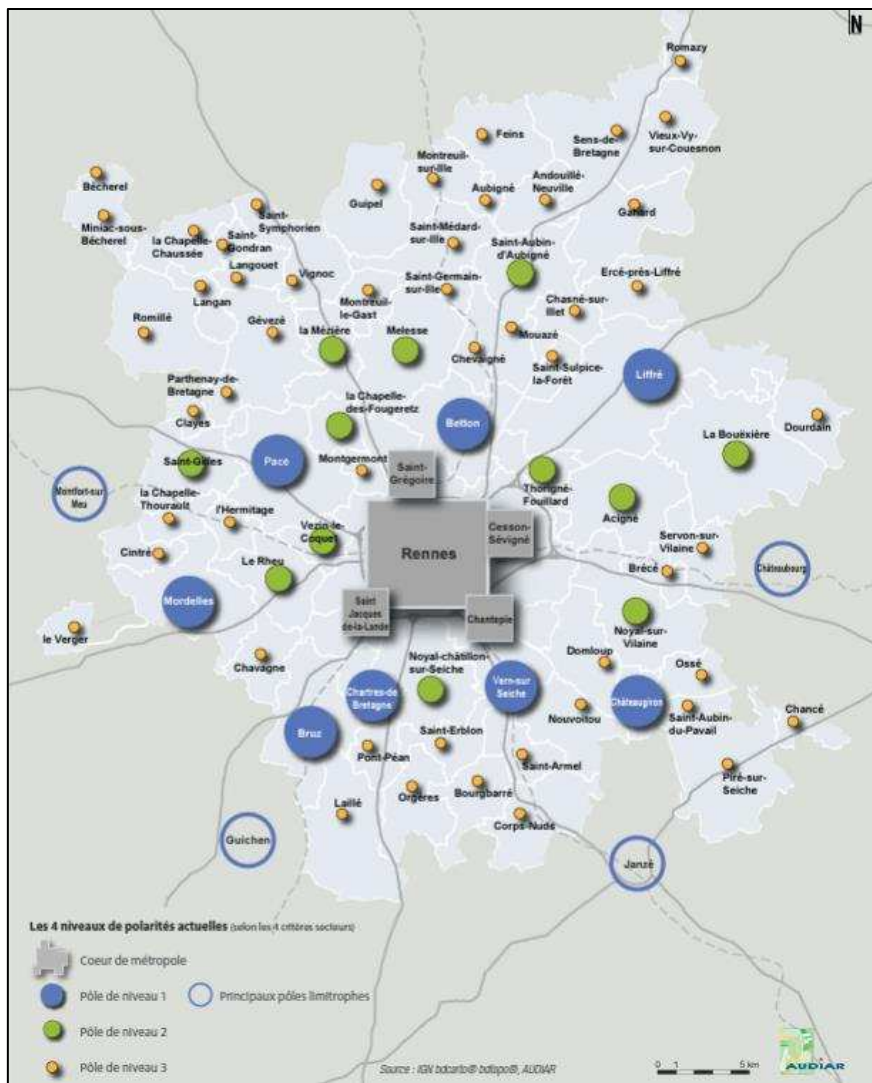 N
Romazy
Feins
Sens-de-
Bretagne
Vieux-Vy
sur-Couesnon
Montreuil-
sur-Ille
Andouillé-
Neuville
Aubigné
Bécherel
Guipel
Gahard
Miniac-sous-
Bécherel
la Chapelle-
Chaussée
Saint-
Symphorien
Saint-
Gondran
Saint-Médard-
sur-Ille
Saint-Aubin-
d'Aubigné
Langouet
Vignoc
Saint-Germain-
sur-Ille
Ercé-près-Liffré
Langan
Montreuil-
le-Gast
Chasné-sur-
Illet
Romillé
Gévezé
la Mézière
Melesse
Mouazé
Chevaigné
Saint-Sulpice-
la-Forêt
Liffré
Parthenay-de-
Bretagne
Clayes
la Chapelle-
des-Fougeretz
Betton
Dourdain
La Bouëxière
Saint-Gilles
Pacé
Montgermont
Saint-
Grégoire
Thorigné-
Fouillard
Montfort-sur
Meu
la Chapelle-
Thourault
l'Hermitage
Acigné
Vezin-le-
Coquet
Cesson-
Sévigné
Servon-sur-
Vilaine
Cintré
Rennes
Le Rheu
Brécé
Châteaubourg
Mordelles
Saint
Jacques
de-la-Lande
Chantepie
Noyal-sur-
Vilaine
le Verger
Chavagne
Noyal-châtillon-
sur-Seiche
Domloup
Ossé
Chartres-de-
Bretagne
Vern-sur
Seiche
Châteaugiron
Nouvoitou
Saint-Aubin-
du-Pavail
Chancé
Bruz
Saint-Erblon
Pont-Péan
Saint-Armel
Piré-sur-
Seiche
Laillé
Orgères
Bourgbarré
Corps-Nuds
Guichen
Janzé
Les 4 niveaux de polarités actuelles (selon les 4 critères secteurs)
Coeur de métropole
Pôle de niveau 1
Principaux pôles limitrophes
Pôle de niveau 2
Pôle de niveau 3
Source : IGN bdcarto® bdtopo®, AUDIAR
0 1 5 km
AUDIAR